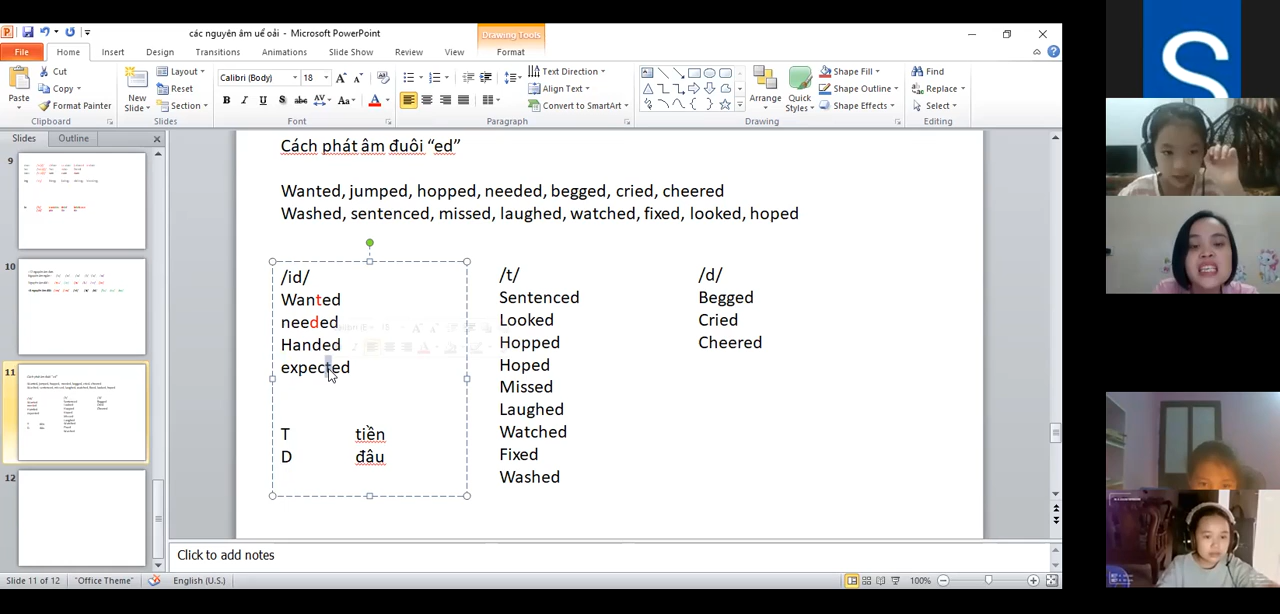 các nguyên âm uể oải - Microsoft PowerPoint
Drawing Tools
File Home Insert Design Transitions Animations Slide Show Review View Format
Paste
Cut
Copy
Format Painter
Clipboard
New Slide
Layout
Reset
Section
Slides
Calibri (Body) 18
Font
Paragraph
Text Direction
Align Text
Convert to SmartArt
Arrange
Quick Styles
Shape Fill
Shape Outline
Shape Effects
Drawing
Find
Replace
Select
Editing
Slides Outline
9
10
11
12
Cách phát âm đuôi “ed”
Wanted, jumped, hopped, needed, begged, cried, cheered
Washed, sentenced, missed, laughed, watched, fixed, looked, hoped
/id/
Wanted
needed
Handed
expected
T tiền
D đâu
/t/
Sentenced
Looked
Hopped
Hoped
Missed
Laughed
Watched
Fixed
Washed
/d/
Begged
Cried
Cheered
Click to add notes
Slide 11 of 12 "Office Theme" English (U.S.) 100%
S